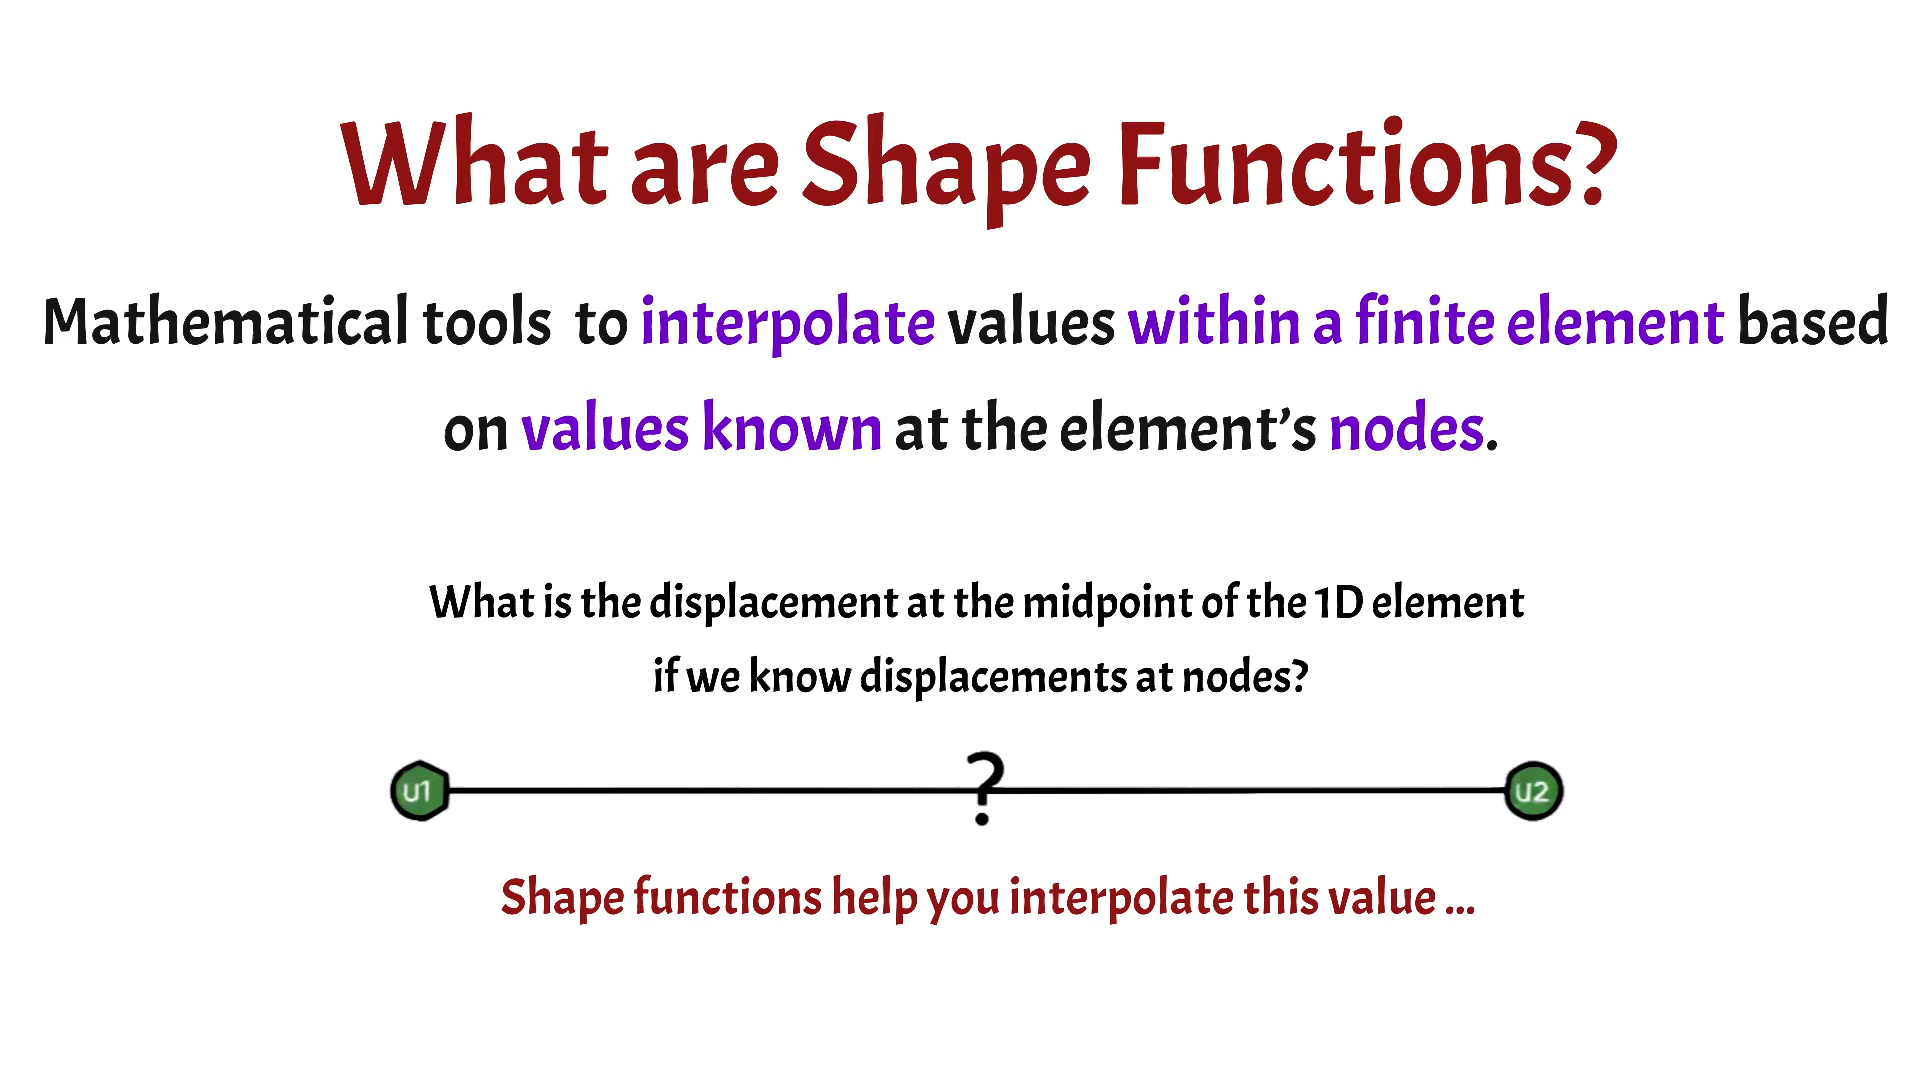 What are Shape Functions?
Mathematical tools to interpolate values within a finite element based
on values known at the element’s nodes.
What is the displacement at the midpoint of the 1D element
if we know displacements at nodes?
u1 ? u2
Shape functions help you interpolate this value ...